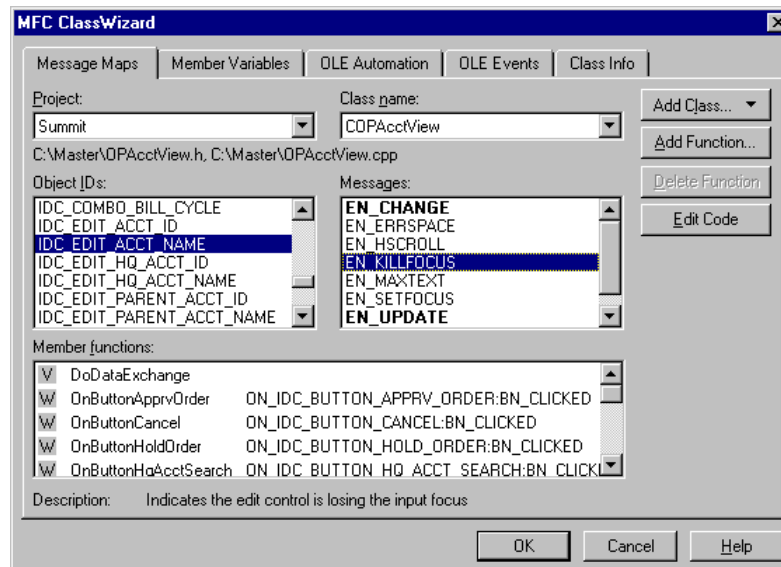 MFC ClassWizard
Message Maps Member Variables OLE Automation OLE Events Class Info
Project: Class name:
Summit COPAcctView
Add Class...
Add Function...
Delete Function
Edit Code
C:\Master\OPAcctView.h, C:\Master\OPAcctView.cpp
Object IDs:
IDC_COMBO_BILL_CYCLE
IDC_EDIT_ACCT_ID
IDC_EDIT_ACCT_NAME
IDC_EDIT_HQ_ACCT_ID
IDC_EDIT_HQ_ACCT_NAME
IDC_EDIT_PARENT_ACCT_ID
IDC_EDIT_PARENT_ACCT_NAME
Messages:
EN_CHANGE
EN_ERRSPACE
EN_HSCROLL
EN_KILLFOCUS
EN_MAXTEXT
EN_SETFOCUS
EN_UPDATE
Member functions:
V DoDataExchange
W OnButtonApprvOrder ON_IDC_BUTTON_APPRV_ORDER:BN_CLICKED
W OnButtonCancel ON_IDC_BUTTON_CANCEL:BN_CLICKED
W OnButtonHoldOrder ON_IDC_BUTTON_HOLD_ORDER:BN_CLICKED
W OnButtonHqAcctSearch ON_IDC_BUTTON_HQ_ACCT_SEARCH:BN_CLICKE
Description: Indicates the edit control is losing the input focus
OK Cancel Help